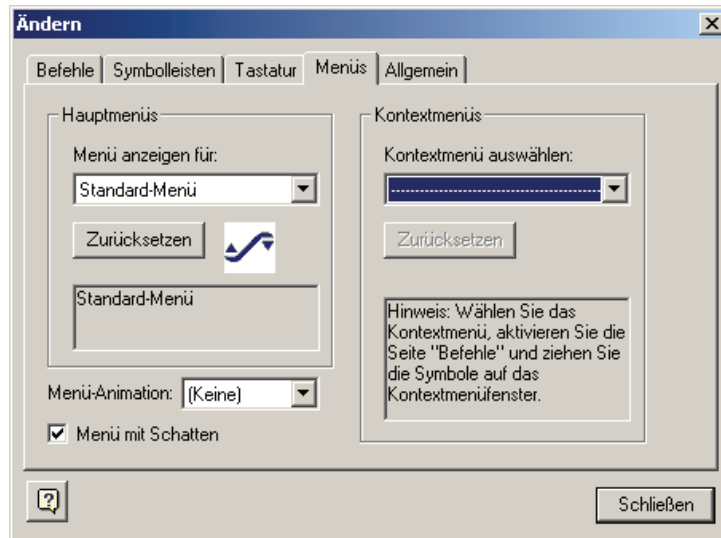 Ändern
Befehle Symbolleisten Tastatur Menüs Allgemein
Hauptmenüs
Menü anzeigen für:
Standard-Menü
Zurücksetzen
Standard-Menü
Menü-Animation: (Keine)
Menü mit Schatten
Kontextmenüs
Kontextmenü auswählen:
Zurücksetzen
Hinweis: Wählen Sie das
Kontextmenü, aktivieren Sie die
Seite "Befehle" und ziehen Sie
die Symbole auf das
Kontextmenüfenster.
Schließen